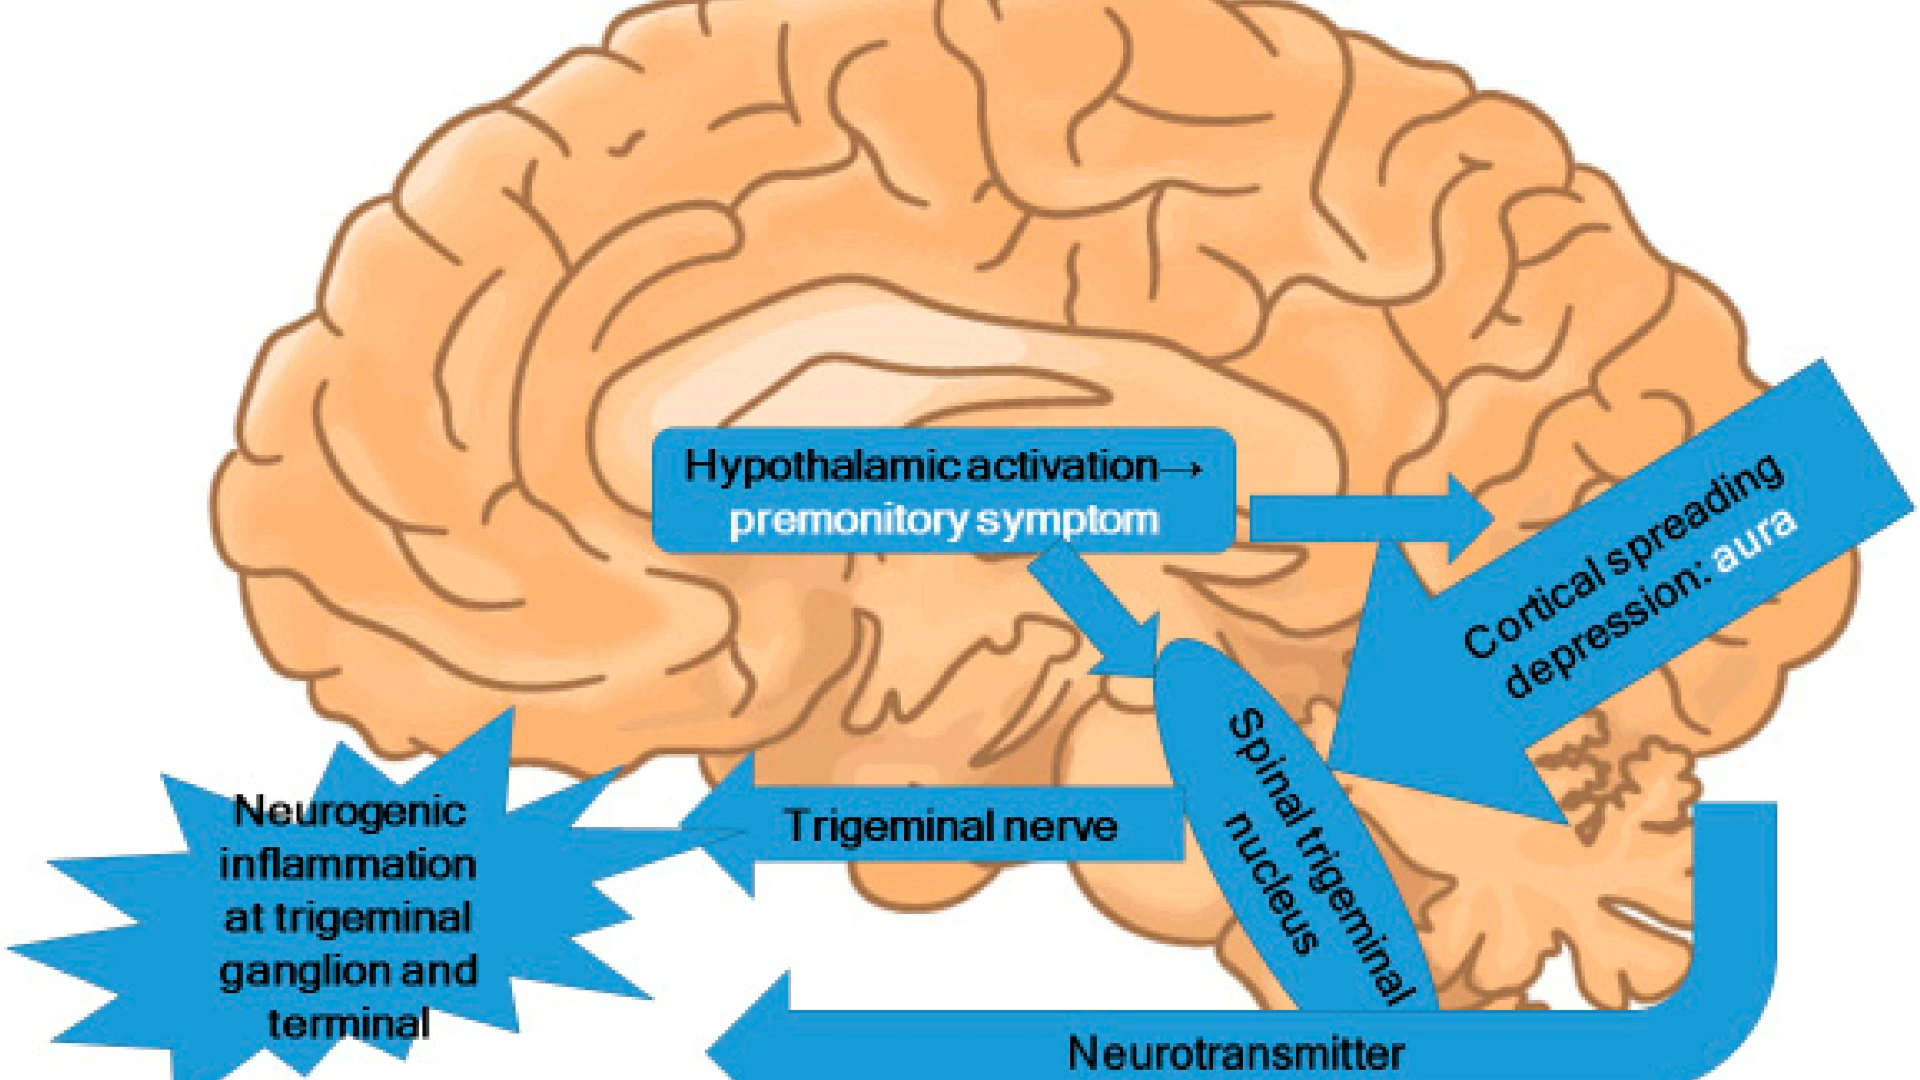 Hypothalamic activation→
premonitory symptom
Cortical spreading
depression: aura
Spinal trigeminal
nucleus
Trigeminal nerve
Neurogenic
inflammation
at trigeminal
ganglion and
terminal
Neurotransmitter